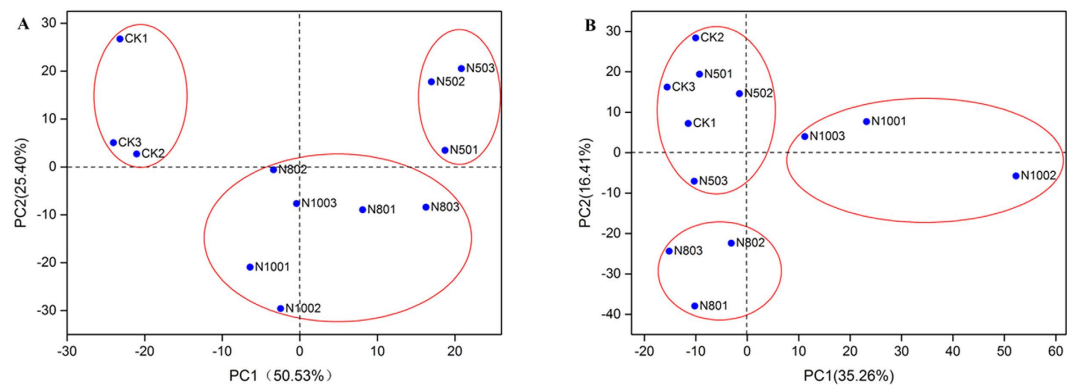 A
PC2(25.40%)
30
20
10
0
-10
-20
-30
CK1
CK3
CK2
N503
N502
N501
N802
N1003
N801
N803
N1001
N1002
-30
-20
-10
0
10
20
PC1（50.53%）
B
PC2(16.41%)
30
20
10
0
-10
-20
-30
-40
CK2
N501
CK3
N502
CK1
N503
N1001
N1003
N1002
N802
N803
N801
-20
-10
0
10
20
30
40
50
60
PC1(35.26%)